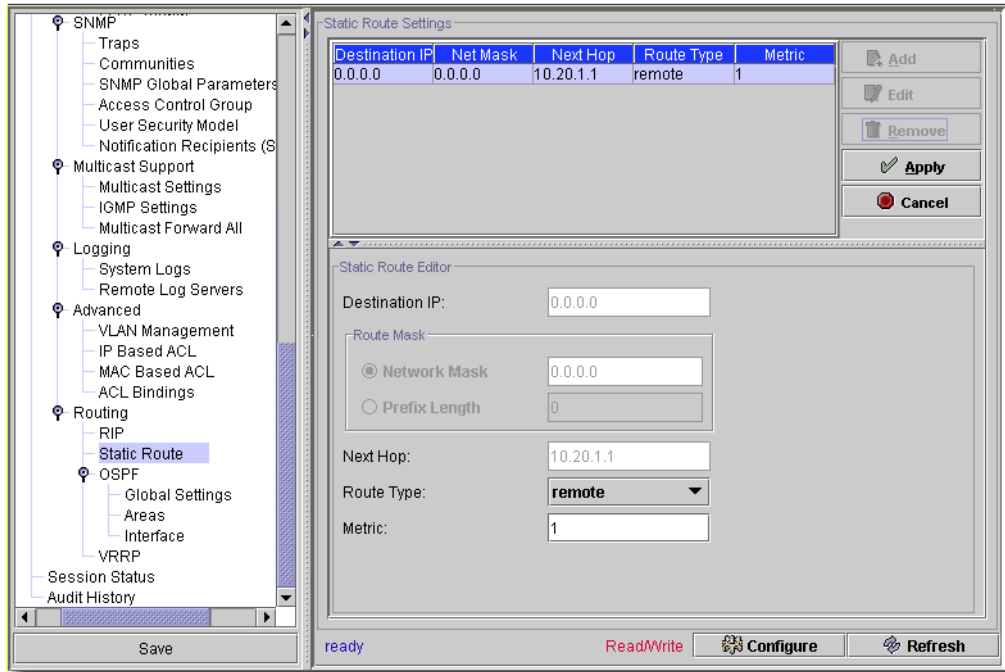 SNMP
Traps
Communities
SNMP Global Parameters
Access Control Group
User Security Model
Notification Recipients (S
Multicast Support
Multicast Settings
IGMP Settings
Multicast Forward All
Logging
System Logs
Remote Log Servers
Advanced
VLAN Management
IP Based ACL
MAC Based ACL
ACL Bindings
Routing
RIP
Static Route
OSPF
Global Settings
Areas
Interface
VRRP
Session Status
Audit History
Save
Static Route Settings
Destination IP Net Mask Next Hop Route Type Metric
0.0.0.0 0.0.0.0 10.20.1.1 remote 1
Add
Edit
Remove
Apply
Cancel
Static Route Editor
Destination IP: 0.0.0.0
Route Mask
Network Mask 0.0.0.0
Prefix Length 0
Next Hop: 10.20.1.1
Route Type: remote
Metric: 1
ready Read/Write Configure Refresh